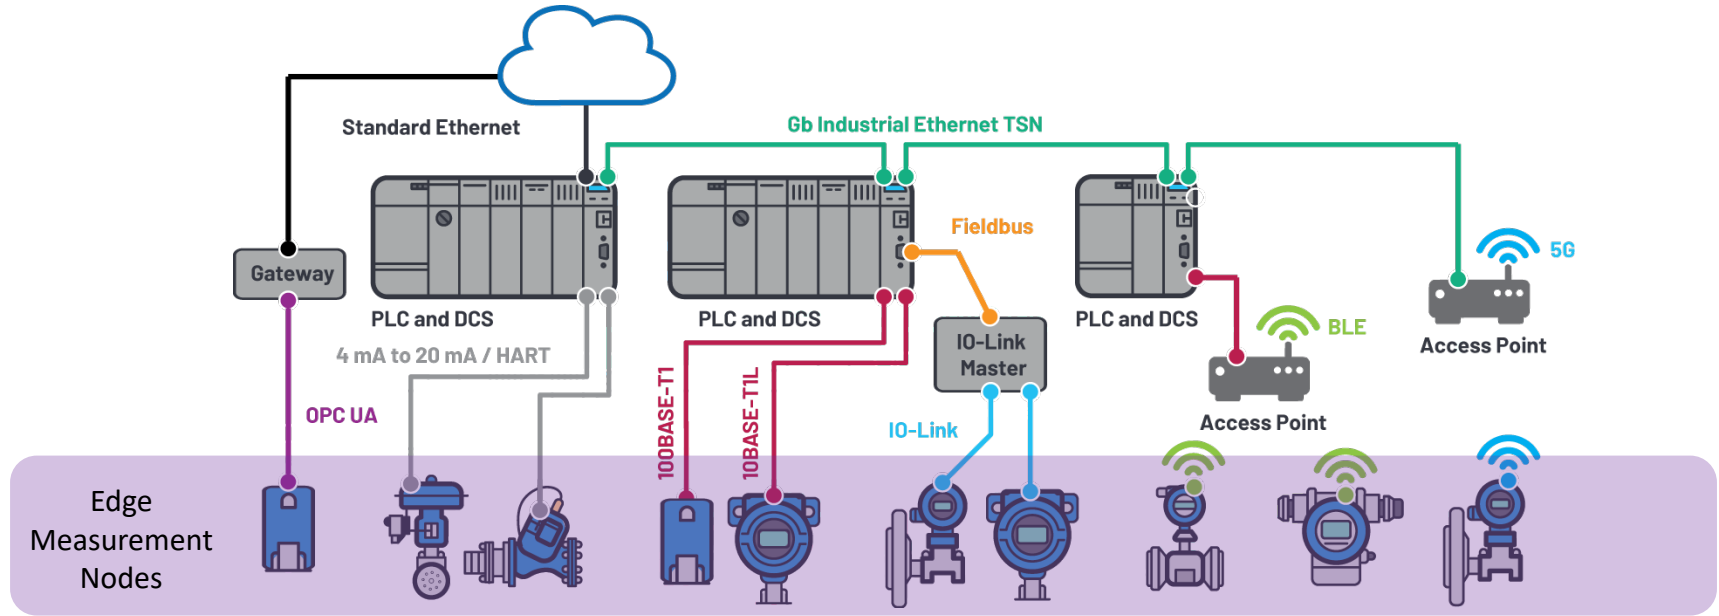 Standard Ethernet
Gb Industrial Ethernet TSN
Fieldbus
5G
Gateway
PLC and DCS
PLC and DCS
PLC and DCS
BLE
Access Point
4 mA to 20 mA / HART
IO-Link
Master
OPC UA
100BASE-T1
10BASE-T1L
IO-Link
Access Point
Edge
Measurement
Nodes